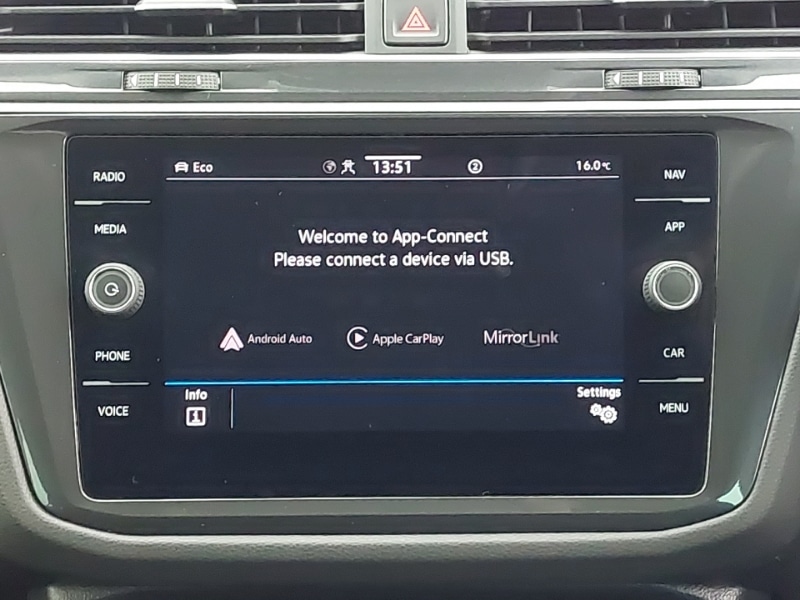 RADIO
MEDIA
PHONE
VOICE
Eco
13:51
2
16.0°C
Welcome to App-Connect
Please connect a device via USB.
Android Auto
Apple CarPlay
MirrorLink
Info
Settings
NAV
APP
CAR
MENU